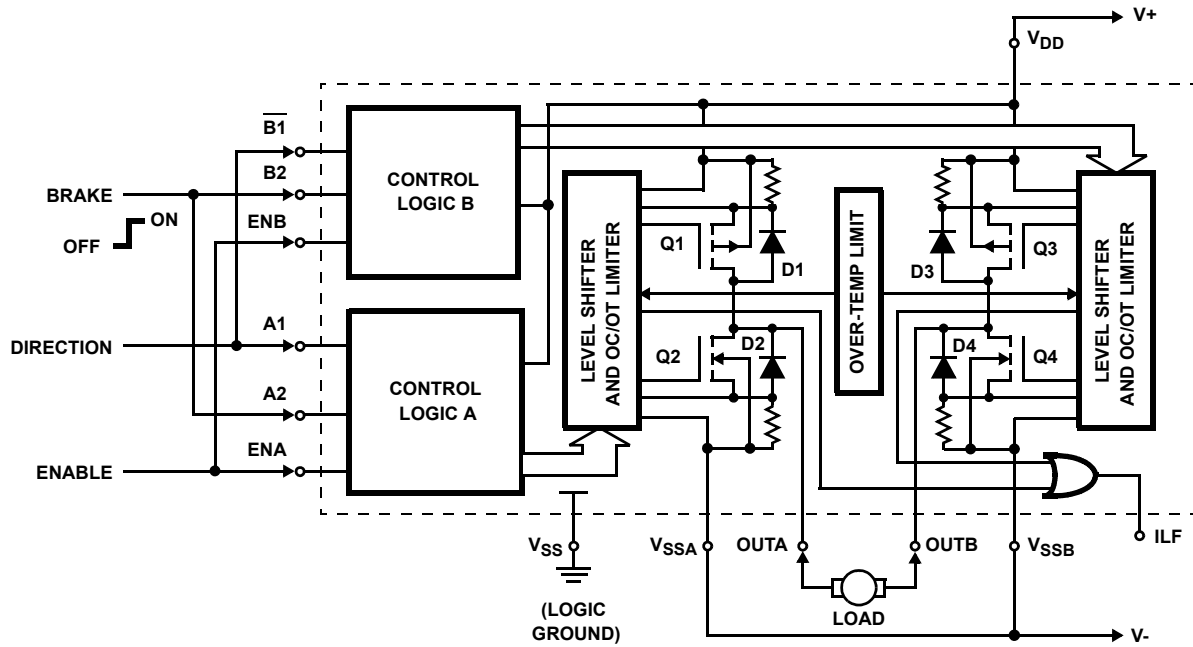 V+
VDD
B1
BRAKE
B2
ON
OFF
ENB
CONTROL
LOGIC B
LEVEL SHIFTER
AND OC/OT LIMITER
Q1
D1
OVER-TEMP LIMIT
D3
Q3
LEVEL SHIFTER
AND OC/OT LIMITER
DIRECTION
A1
Q2
D2
D4
Q4
A2
CONTROL
LOGIC A
ENABLE
ENA
VSS
(LOGIC
GROUND)
VSSA
OUTA
OUTB
VSSB
ILF
LOAD
V-